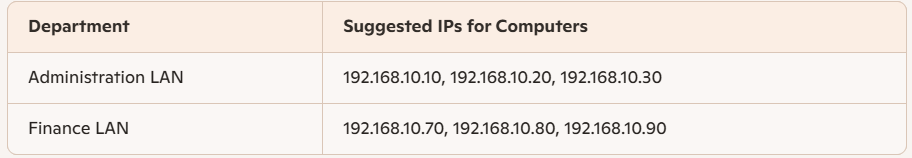 Department Suggested IPs for Computers
Administration LAN 192.168.10.10, 192.168.10.20, 192.168.10.30
Finance LAN 192.168.10.70, 192.168.10.80, 192.168.10.90